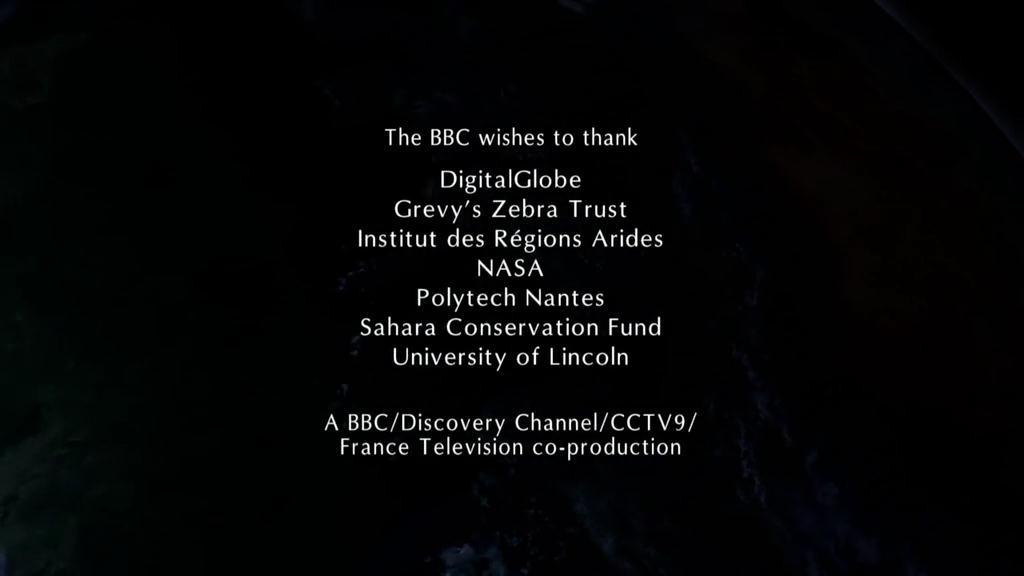 The BBC wishes to thank
DigitalGlobe
Grevy's Zebra Trust
Institut des Régions Arides
NASA
Polytech Nantes
Sahara Conservation Fund
University of Lincoln
A BBC/Discovery Channel/CCTV9/
France Television co-production